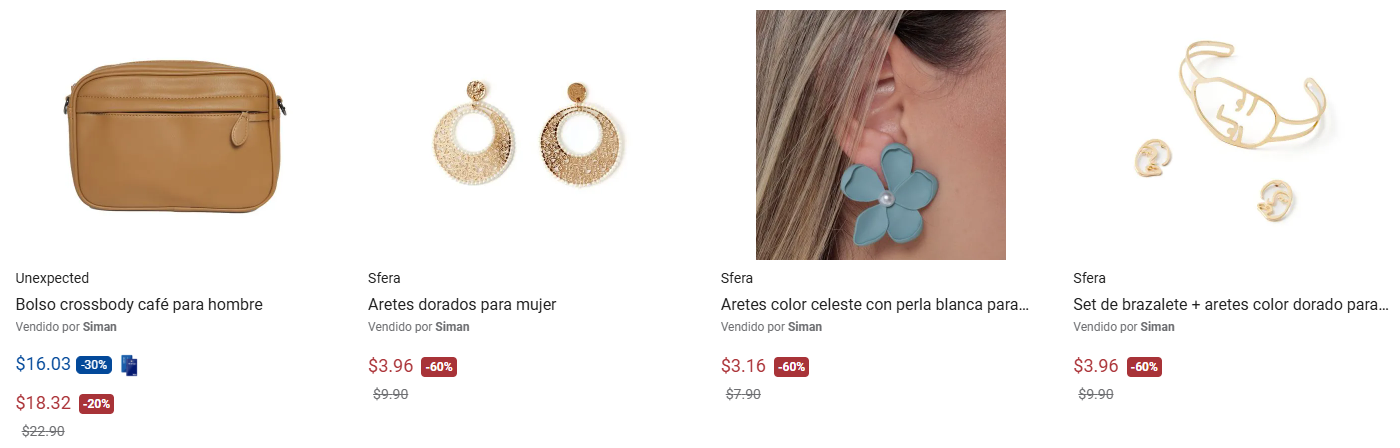 Unexpected
Bolso crossbody café para hombre
Vendido por Siman
$16.03 -30%
$18.32 -20%
$22.90
Sfera
Aretes dorados para mujer
Vendido por Siman
$3.96 -60%
$9.90
Sfera
Aretes color celeste con perla blanca para...
Vendido por Siman
$3.16 -60%
$7.90
Sfera
Set de brazalete + aretes color dorado para...
Vendido por Siman
$3.96 -60%
$9.90